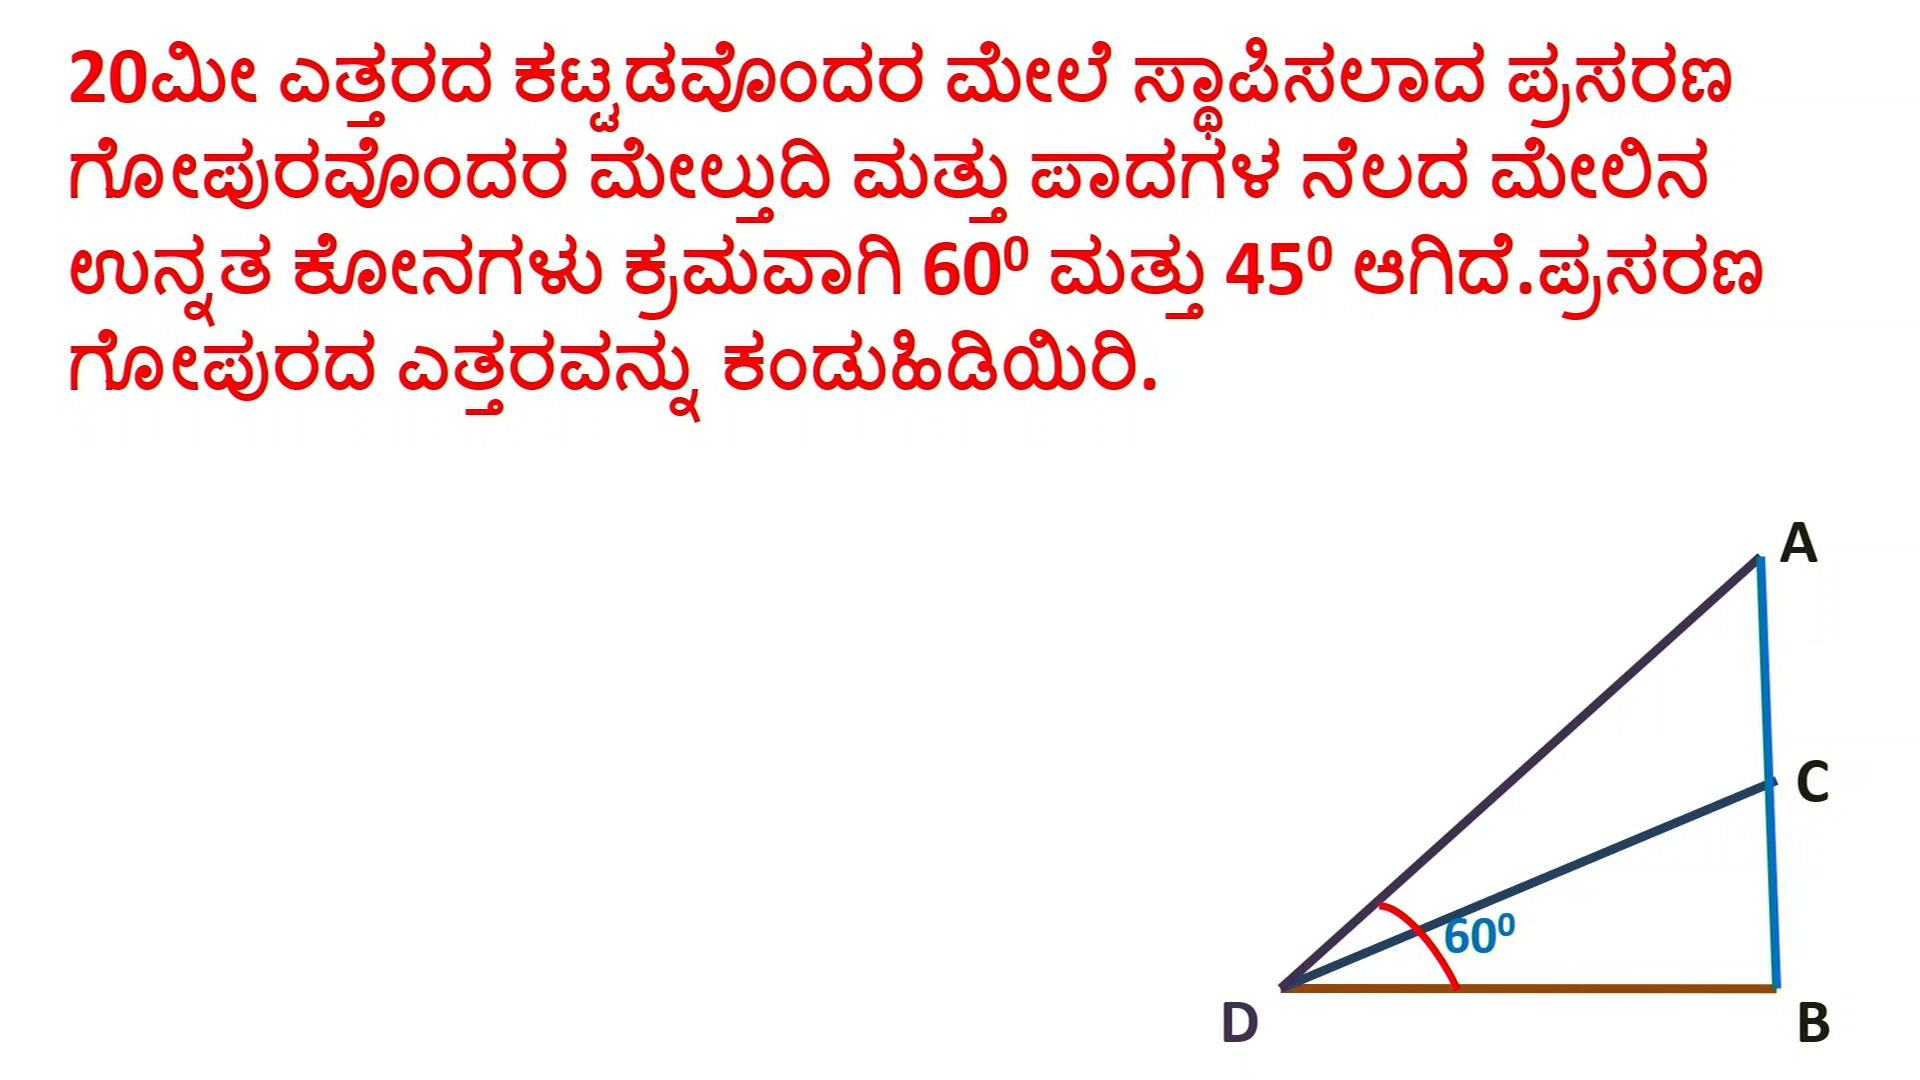 20ಮೀ ಎತ್ತರದ ಕಟ್ಟಡವೊಂದರ ಮೇಲೆ ಸ್ಥಾಪಿಸಲಾದ ಪ್ರಸರಣ
ಗೋಪುರವೊಂದರ ಮೇಲ್ತುದಿ ಮತ್ತು ಪಾದಗಳ ನೆಲದ ಮೇಲಿನ
ಉನ್ನತ ಕೋನಗಳು ಕ್ರಮವಾಗಿ 60⁰ ಮತ್ತು 45⁰ ಆಗಿದೆ.ಪ್ರಸರಣ
ಗೋಪುರದ ಎತ್ತರವನ್ನು ಕಂಡುಹಿಡಿಯಿರಿ.
A
C
60⁰
D
B